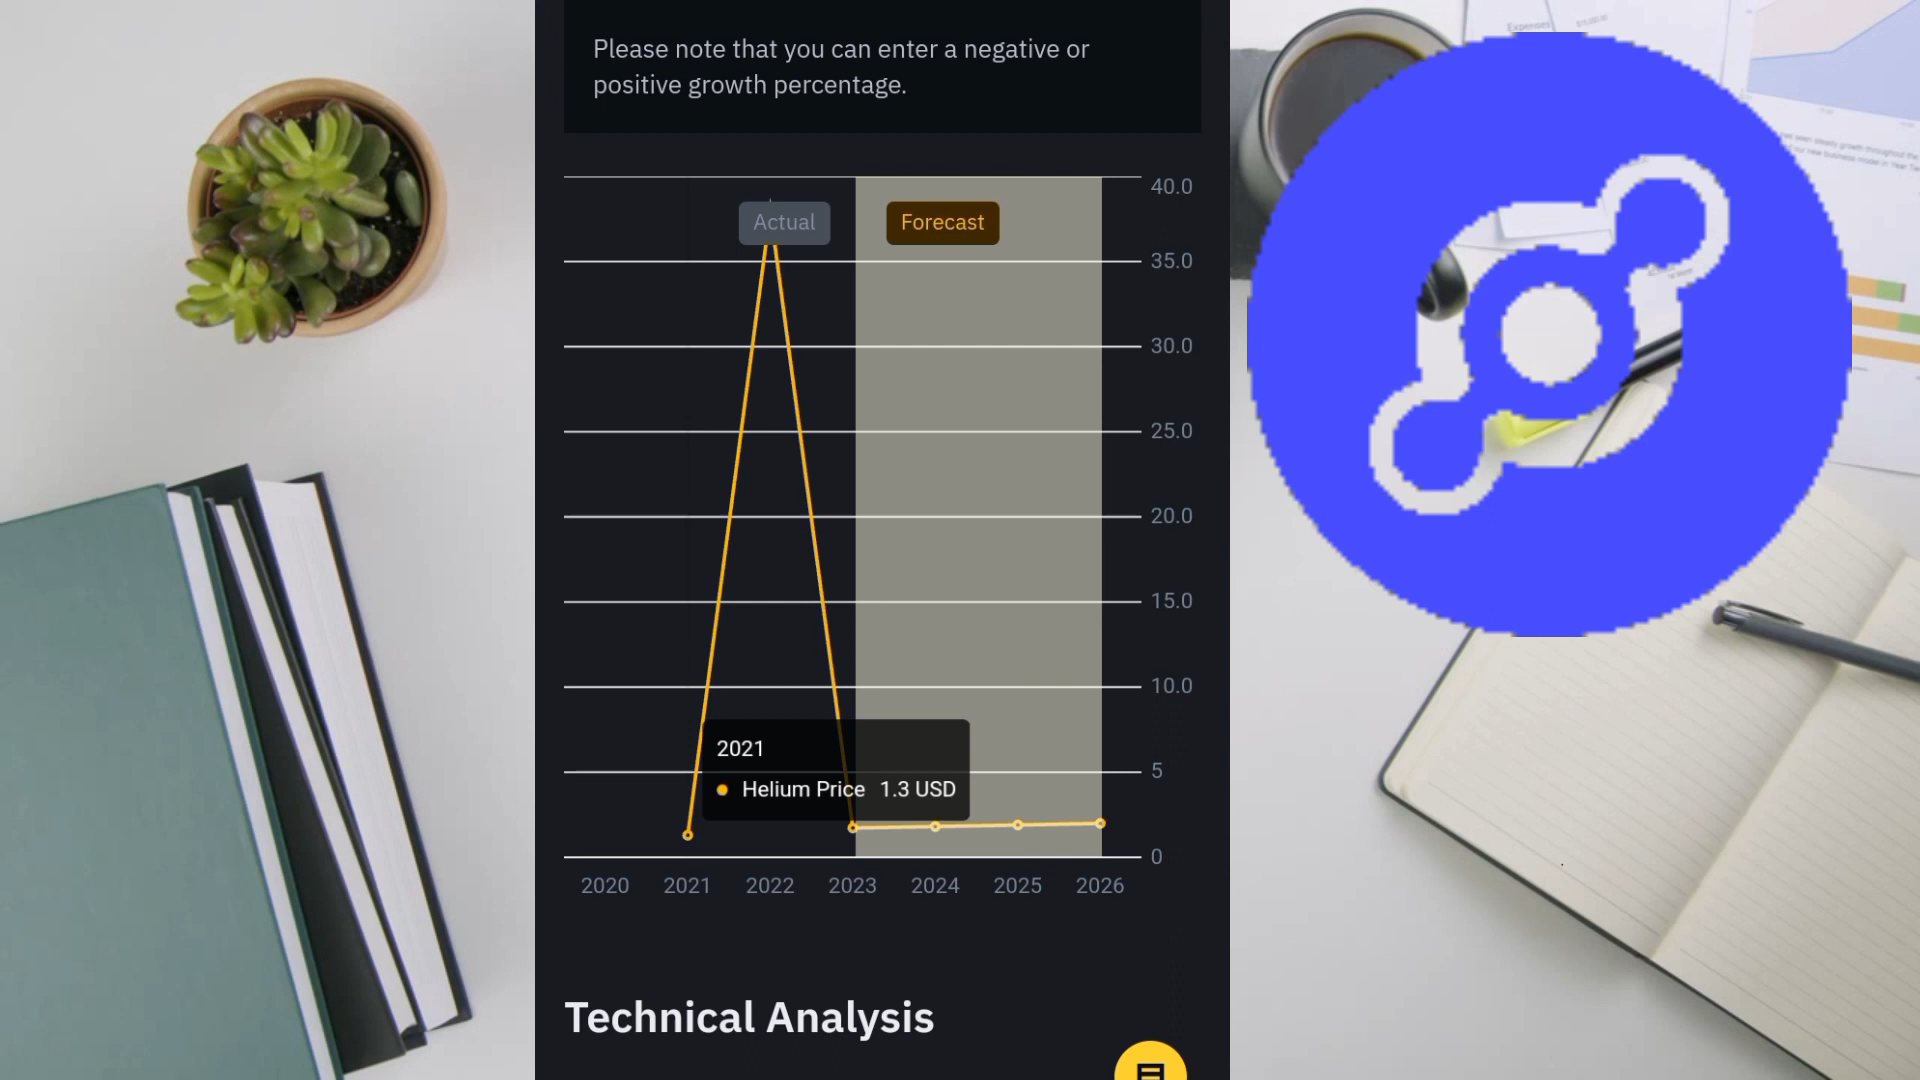 Please note that you can enter a negative or
positive growth percentage.
40.0
Actual
Forecast
35.0
30.0
25.0
20.0
15.0
10.0
2021
5
Helium Price 1.3 USD
0
2020 2021 2022 2023 2024 2025 2026
Technical Analysis
Expenses